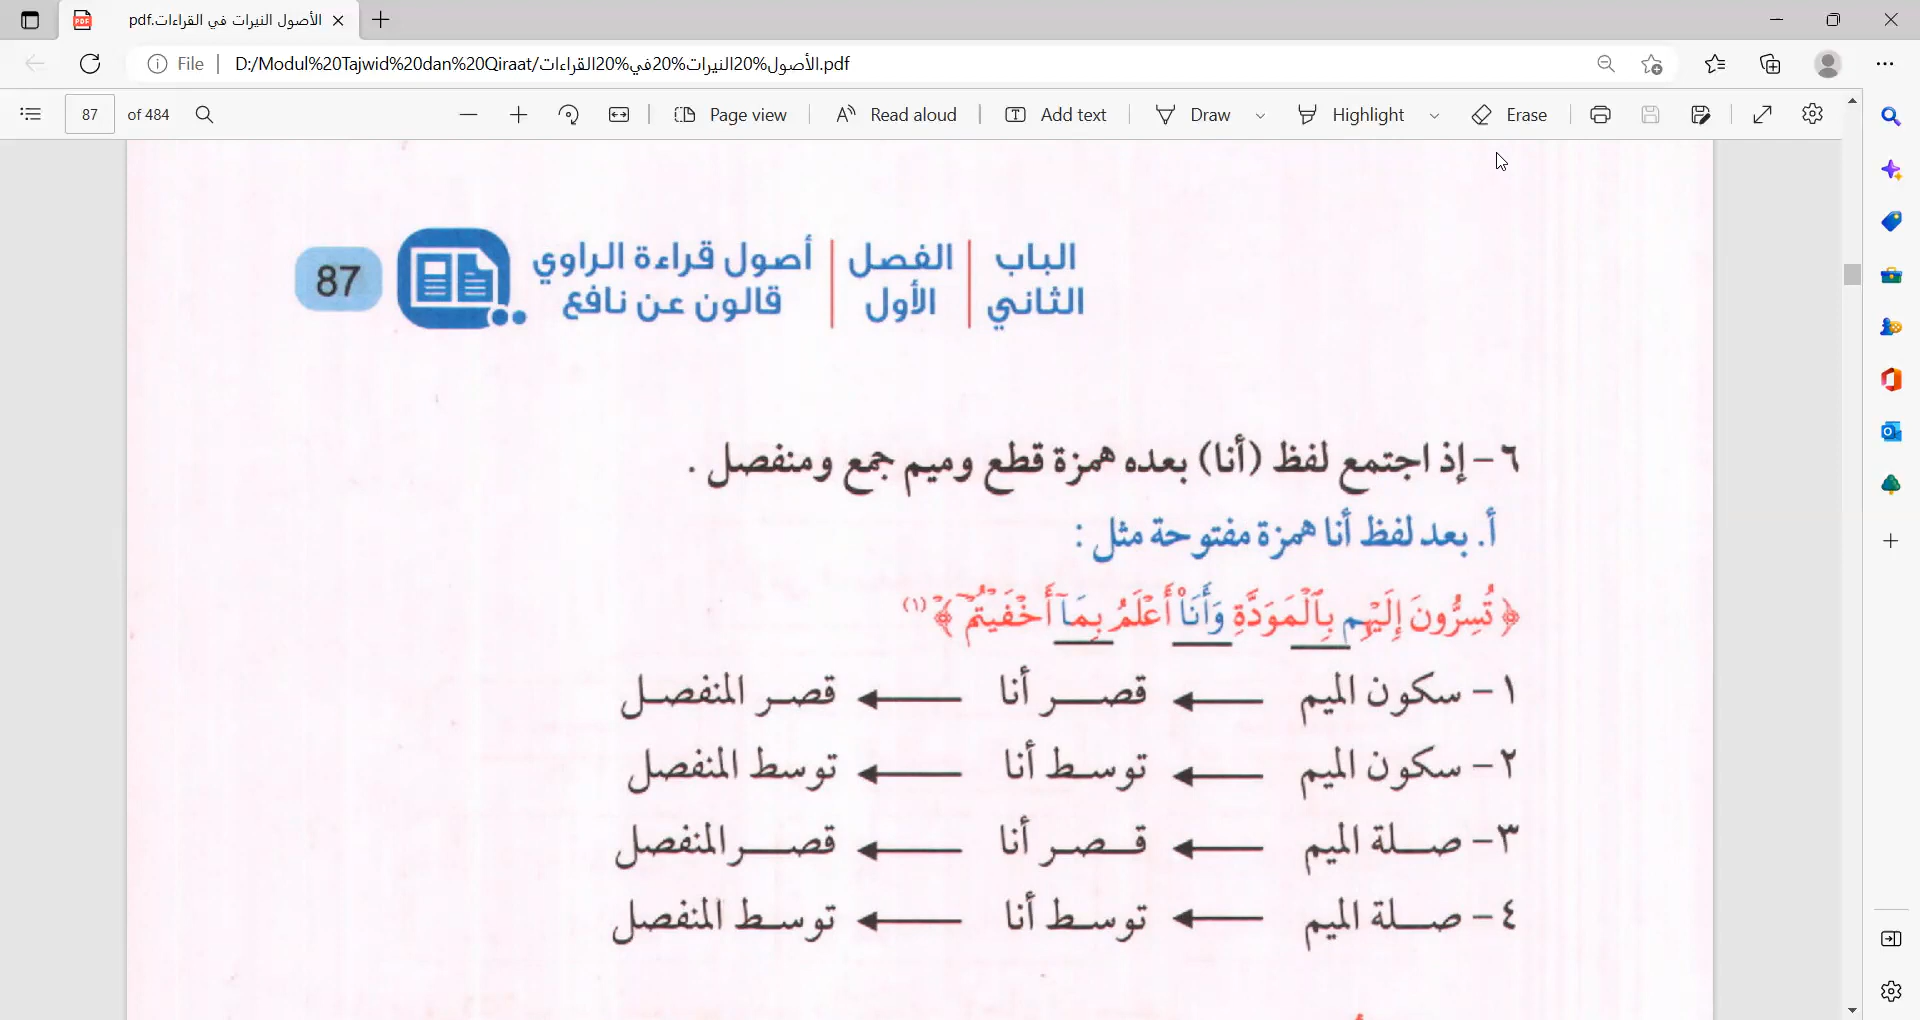 الأصول النيرات في القراءات.pdf
File
D:/Modul%20Tajwid%20dan%20Qiraat/الأصول%20النيرات%20في%20القراءات.pdf
87 of 484
Page view
Read aloud
Add text
Draw
Highlight
Erase
الباب الثاني
الفصل الأول
أصول قراءة الراوي قالون عن نافع
87
٦- إذ اجتمع لفظ (أنا) بعده همزة قطع وميم جمع ومنفصل .
أ. بعد لفظ أنا همزة مفتوحة مثل :
﴿تُسِرُّونَ إِلَيْهِم بِٱلْمَوَدَّةِ وَأَنَا۠ أَعْلَمُ بِمَآ أَخْفَيْتُمْ﴾ (١)
١- سكون الميم ← قصر أنا ← قصر المنفصل
٢- سكون الميم ← توسط أنا ← توسط المنفصل
٣- صلة الميم ← قصر أنا ← قصر المنفصل
٤- صلة الميم ← توسط أنا ← توسط المنفصل